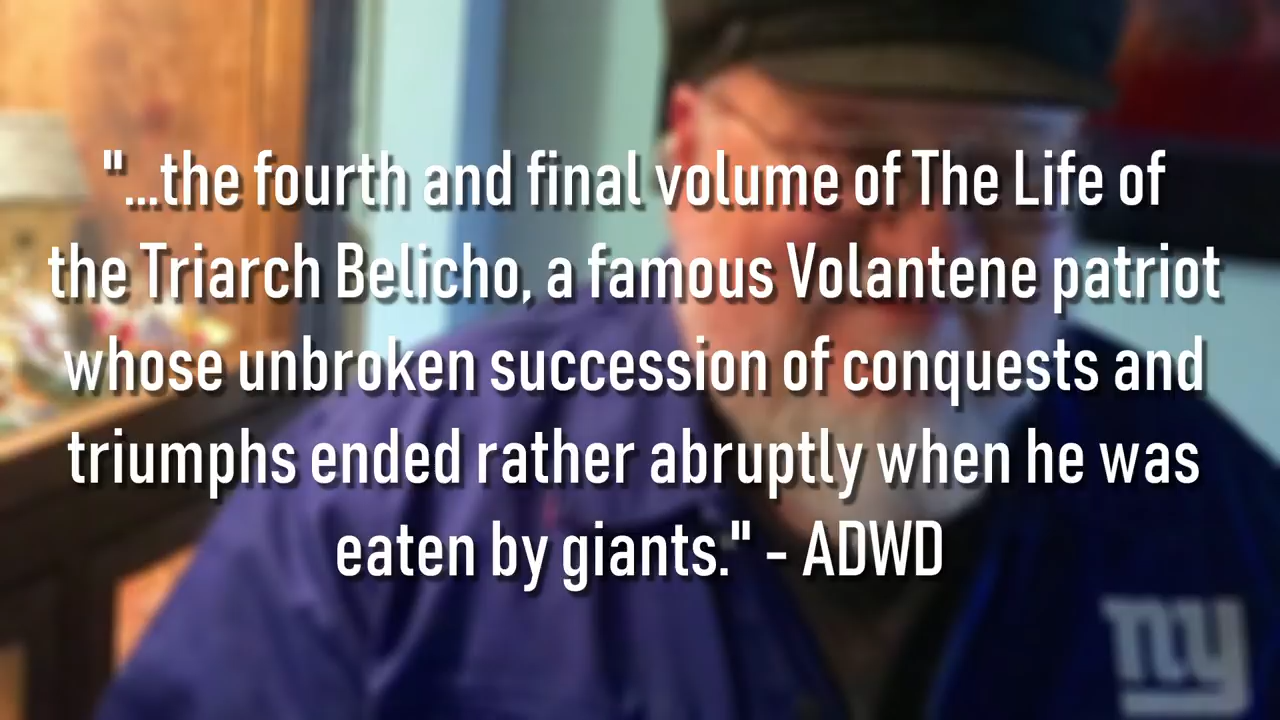 "...the fourth and final volume of The Life of
the Triarch Belicho, a famous Volantene patriot
whose unbroken succession of conquests and
triumphs ended rather abruptly when he was
eaten by giants." - ADWD
ny